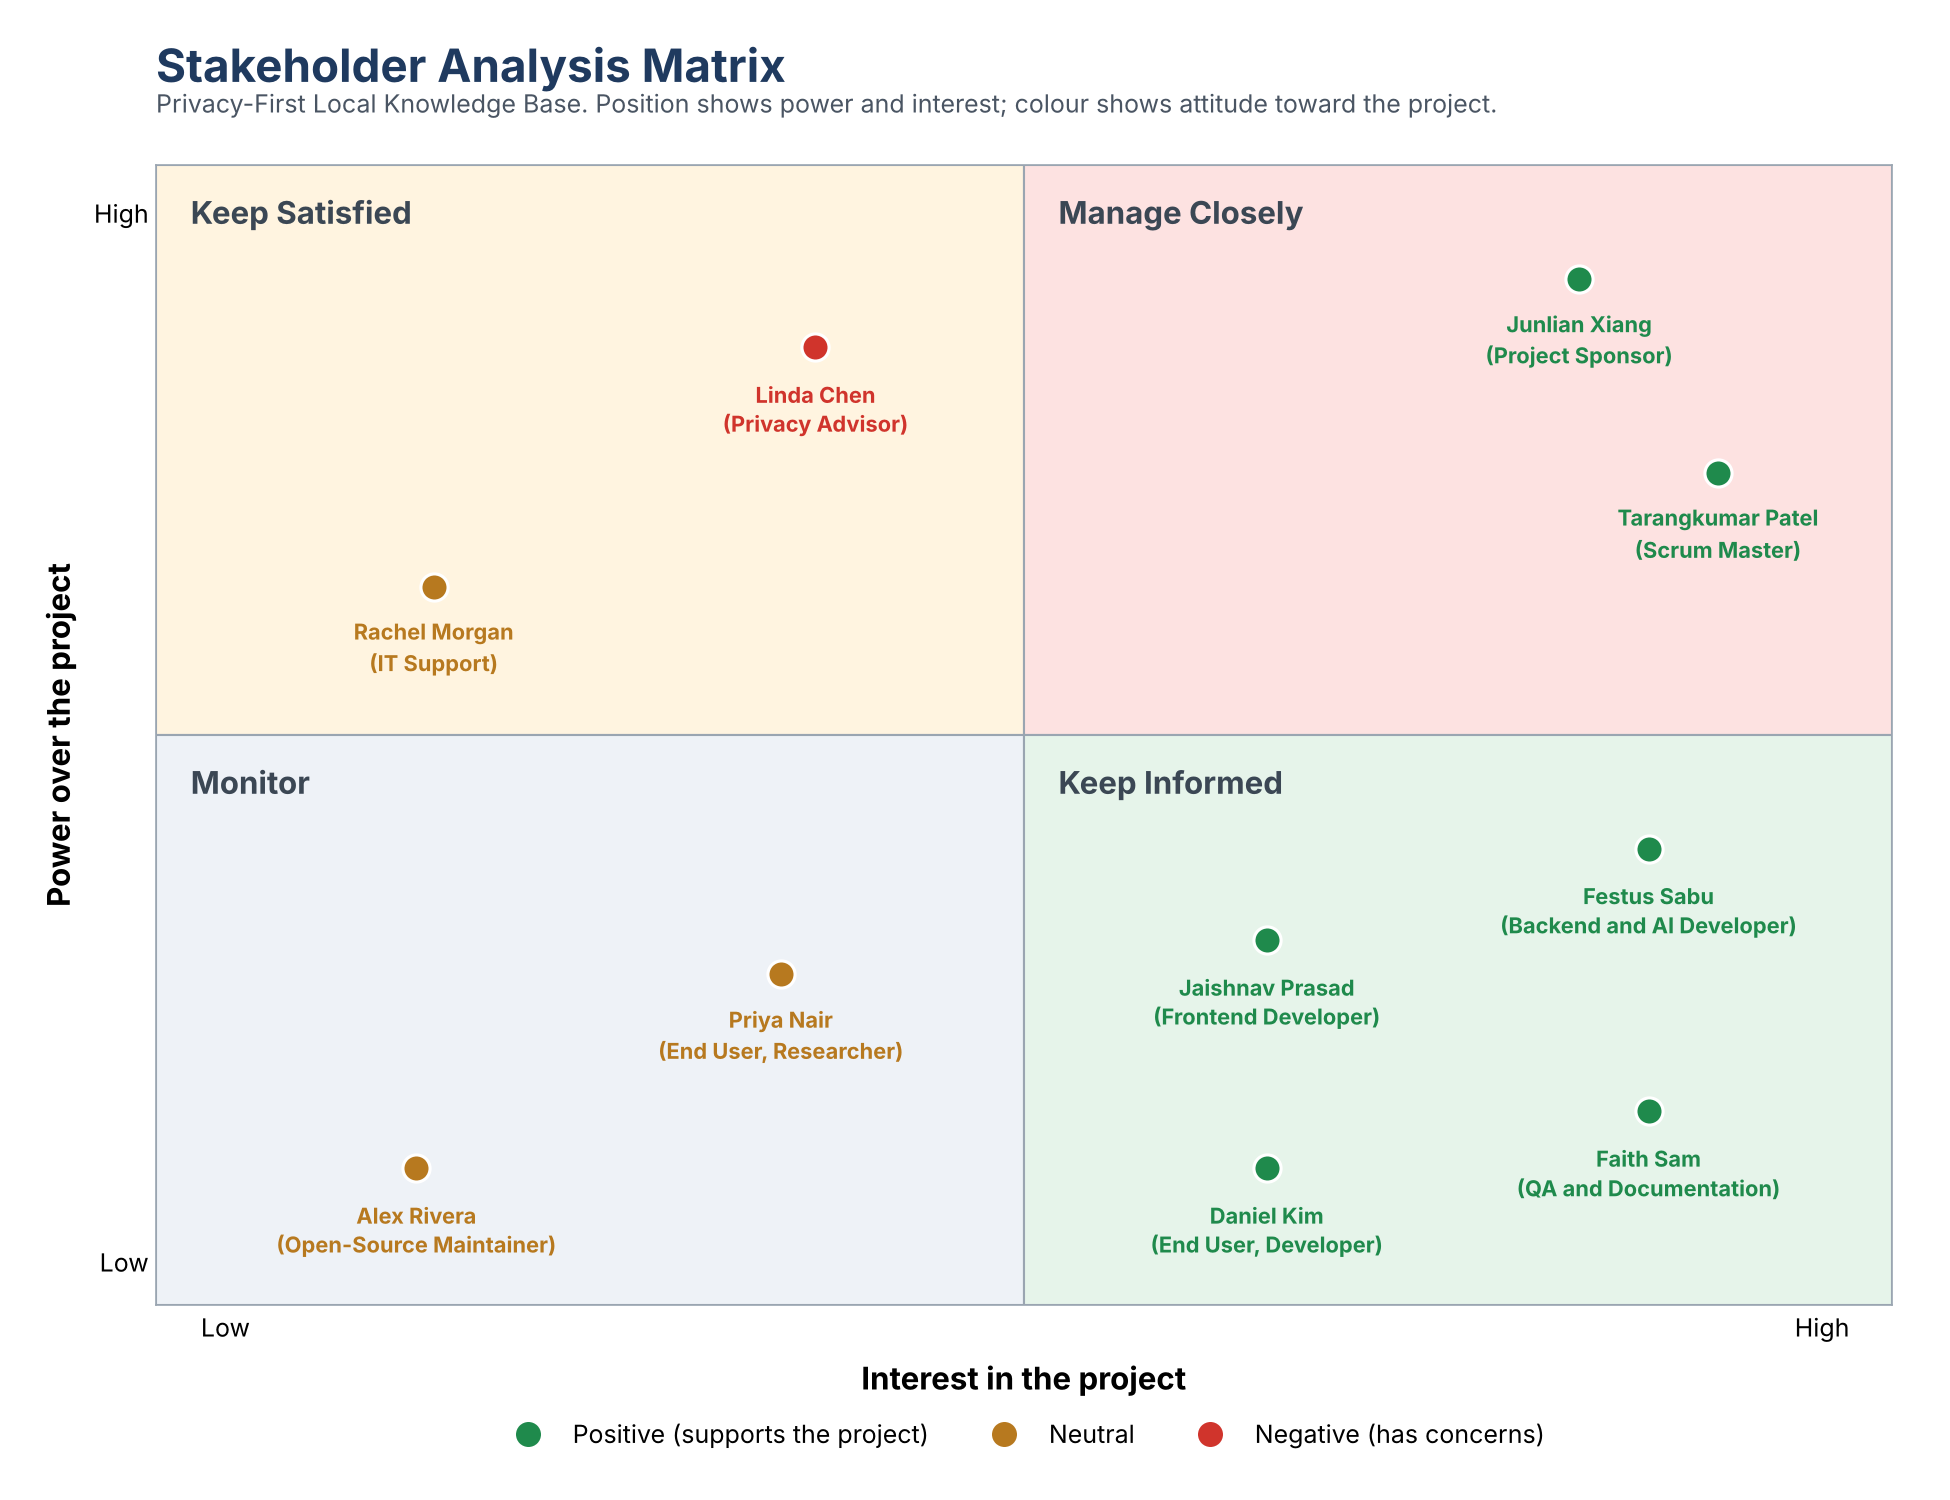 Stakeholder Analysis Matrix
Privacy-First Local Knowledge Base. Position shows power and interest; colour shows attitude toward the project.
High
Keep Satisfied
Manage Closely
Junlian Xiang
(Project Sponsor)
Linda Chen
(Privacy Advisor)
Tarangkumar Patel
(Scrum Master)
Rachel Morgan
(IT Support)
Power over the project
Monitor
Keep Informed
Festus Sabu
(Backend and AI Developer)
Jaishnav Prasad
(Frontend Developer)
Priya Nair
(End User, Researcher)
Faith Sam
(QA and Documentation)
Alex Rivera
(Open-Source Maintainer)
Daniel Kim
(End User, Developer)
Low
Low
High
Interest in the project
Positive (supports the project)
Neutral
Negative (has concerns)